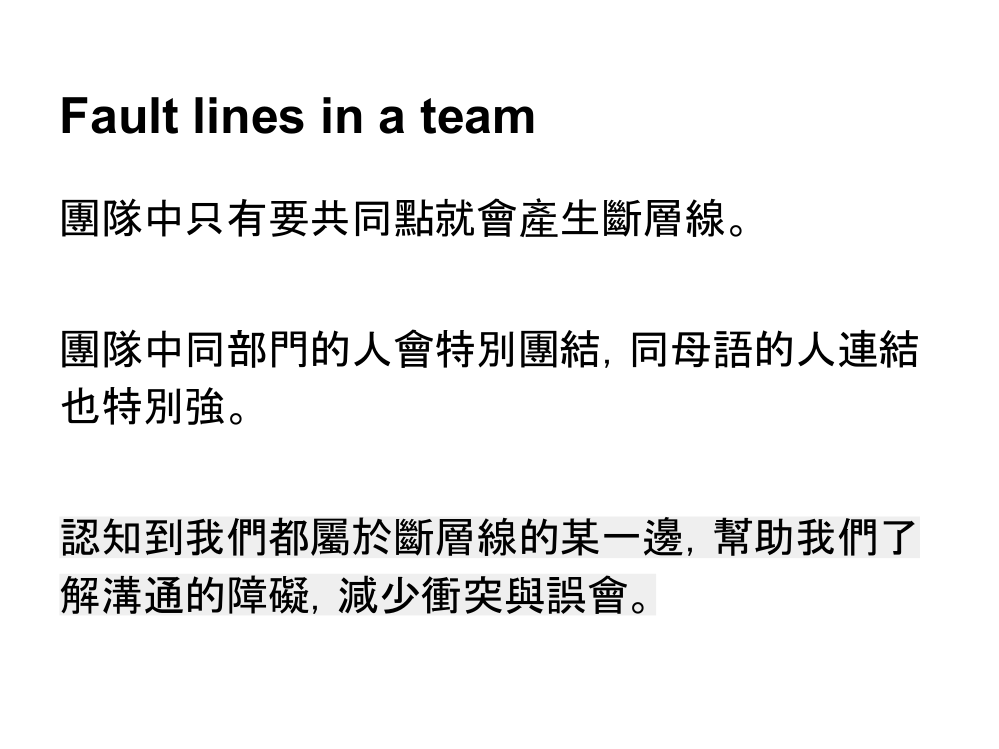 Fault lines in a team
團隊中只有要共同點就會產生斷層線。
團隊中同部門的人會特別團結, 同母語的人連結
也特別強。
認知到我們都屬於斷層線的某一邊, 幫助我們了
解溝通的障礙, 減少衝突與誤會。